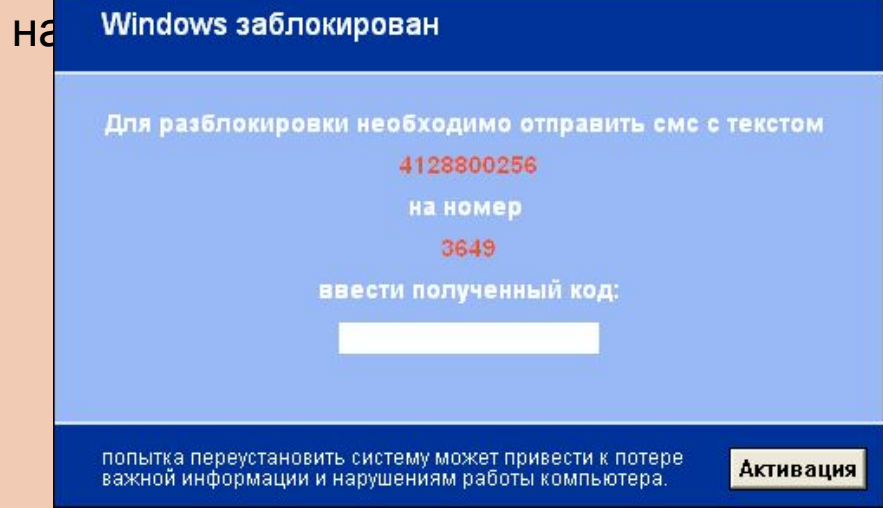 на
Windows заблокирован
Для разблокировки необходимо отправить смс с текстом
4128800256
на номер
3649
ввести полученный код:
попытка переустановить систему может привести к потере
важной информации и нарушениям работы компьютера.
Активация